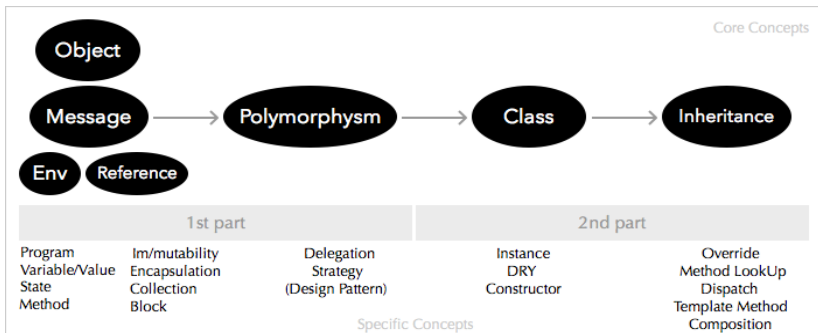 Core Concepts
Object
Message
Polymorphysm
Class
Inheritance
Env
Reference
1st part
2nd part
Program
Variable/Value
State
Method
Im/mutability
Encapsulation
Collection
Block
Delegation
Strategy
(Design Pattern)
Instance
DRY
Constructor
Override
Method LookUp
Dispatch
Template Method
Composition
Specific Concepts